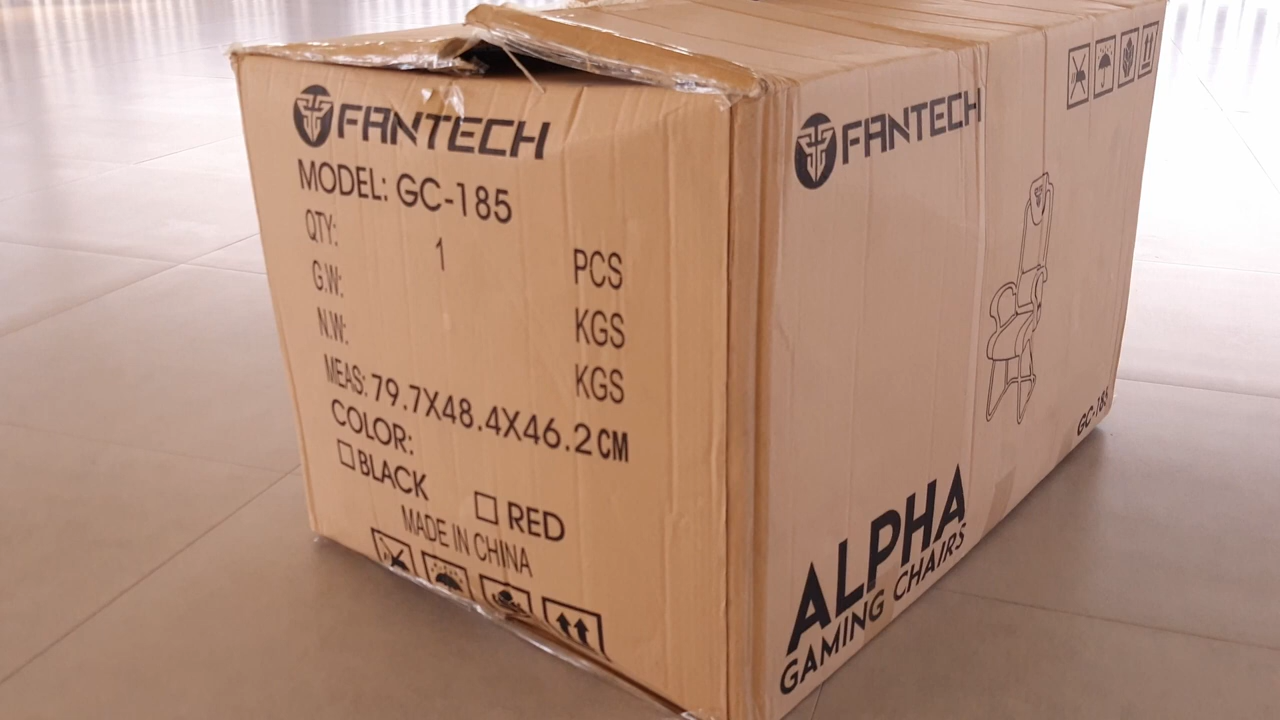 FANTECH
MODEL: GC-185
QTY: 1 PCS
G.W: KGS
N.W: KGS
MEAS: 79.7X48.4X46.2CM
COLOR:
BLACK RED
MADE IN CHINA
FANTECH
GC-185
ALPHA
GAMING CHAIRS